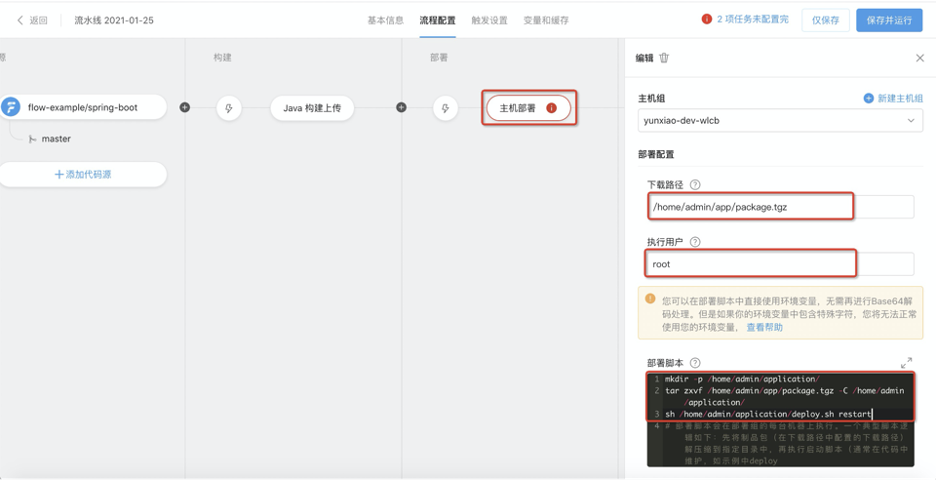 返回
流水线 2021-01-25
基本信息
流程配置
触发设置
变量和缓存
2 项任务未配置完
仅保存
保存并运行
源
构建
部署
flow-example/spring-boot
master
添加代码源
Java 构建上传
主机部署
编辑
主机组
新建主机组
yunxiao-dev-wlcb
部署配置
下载路径
/home/admin/app/package.tgz
执行用户
root
您可以在部署脚本中直接使用环境变量，无需再进行Base64解
码处理。但是如果你的环境变量中包含特殊字符，您将无法正常
使用您的环境变量， 查看帮助
部署脚本
1 mkdir -p /home/admin/application/
2 tar zxvf /home/admin/app/package.tgz -C /home/admin
/application/
3 sh /home/admin/application/deploy.sh restart
4 # 部署脚本会在部署组的每台机器上执行。一个典型脚本逻
辑如下：先将制品包（在下载路径中配置的下载路径）
解压缩到指定目录中，再执行启动脚本（通常在代码中
维护，如示例中deploy